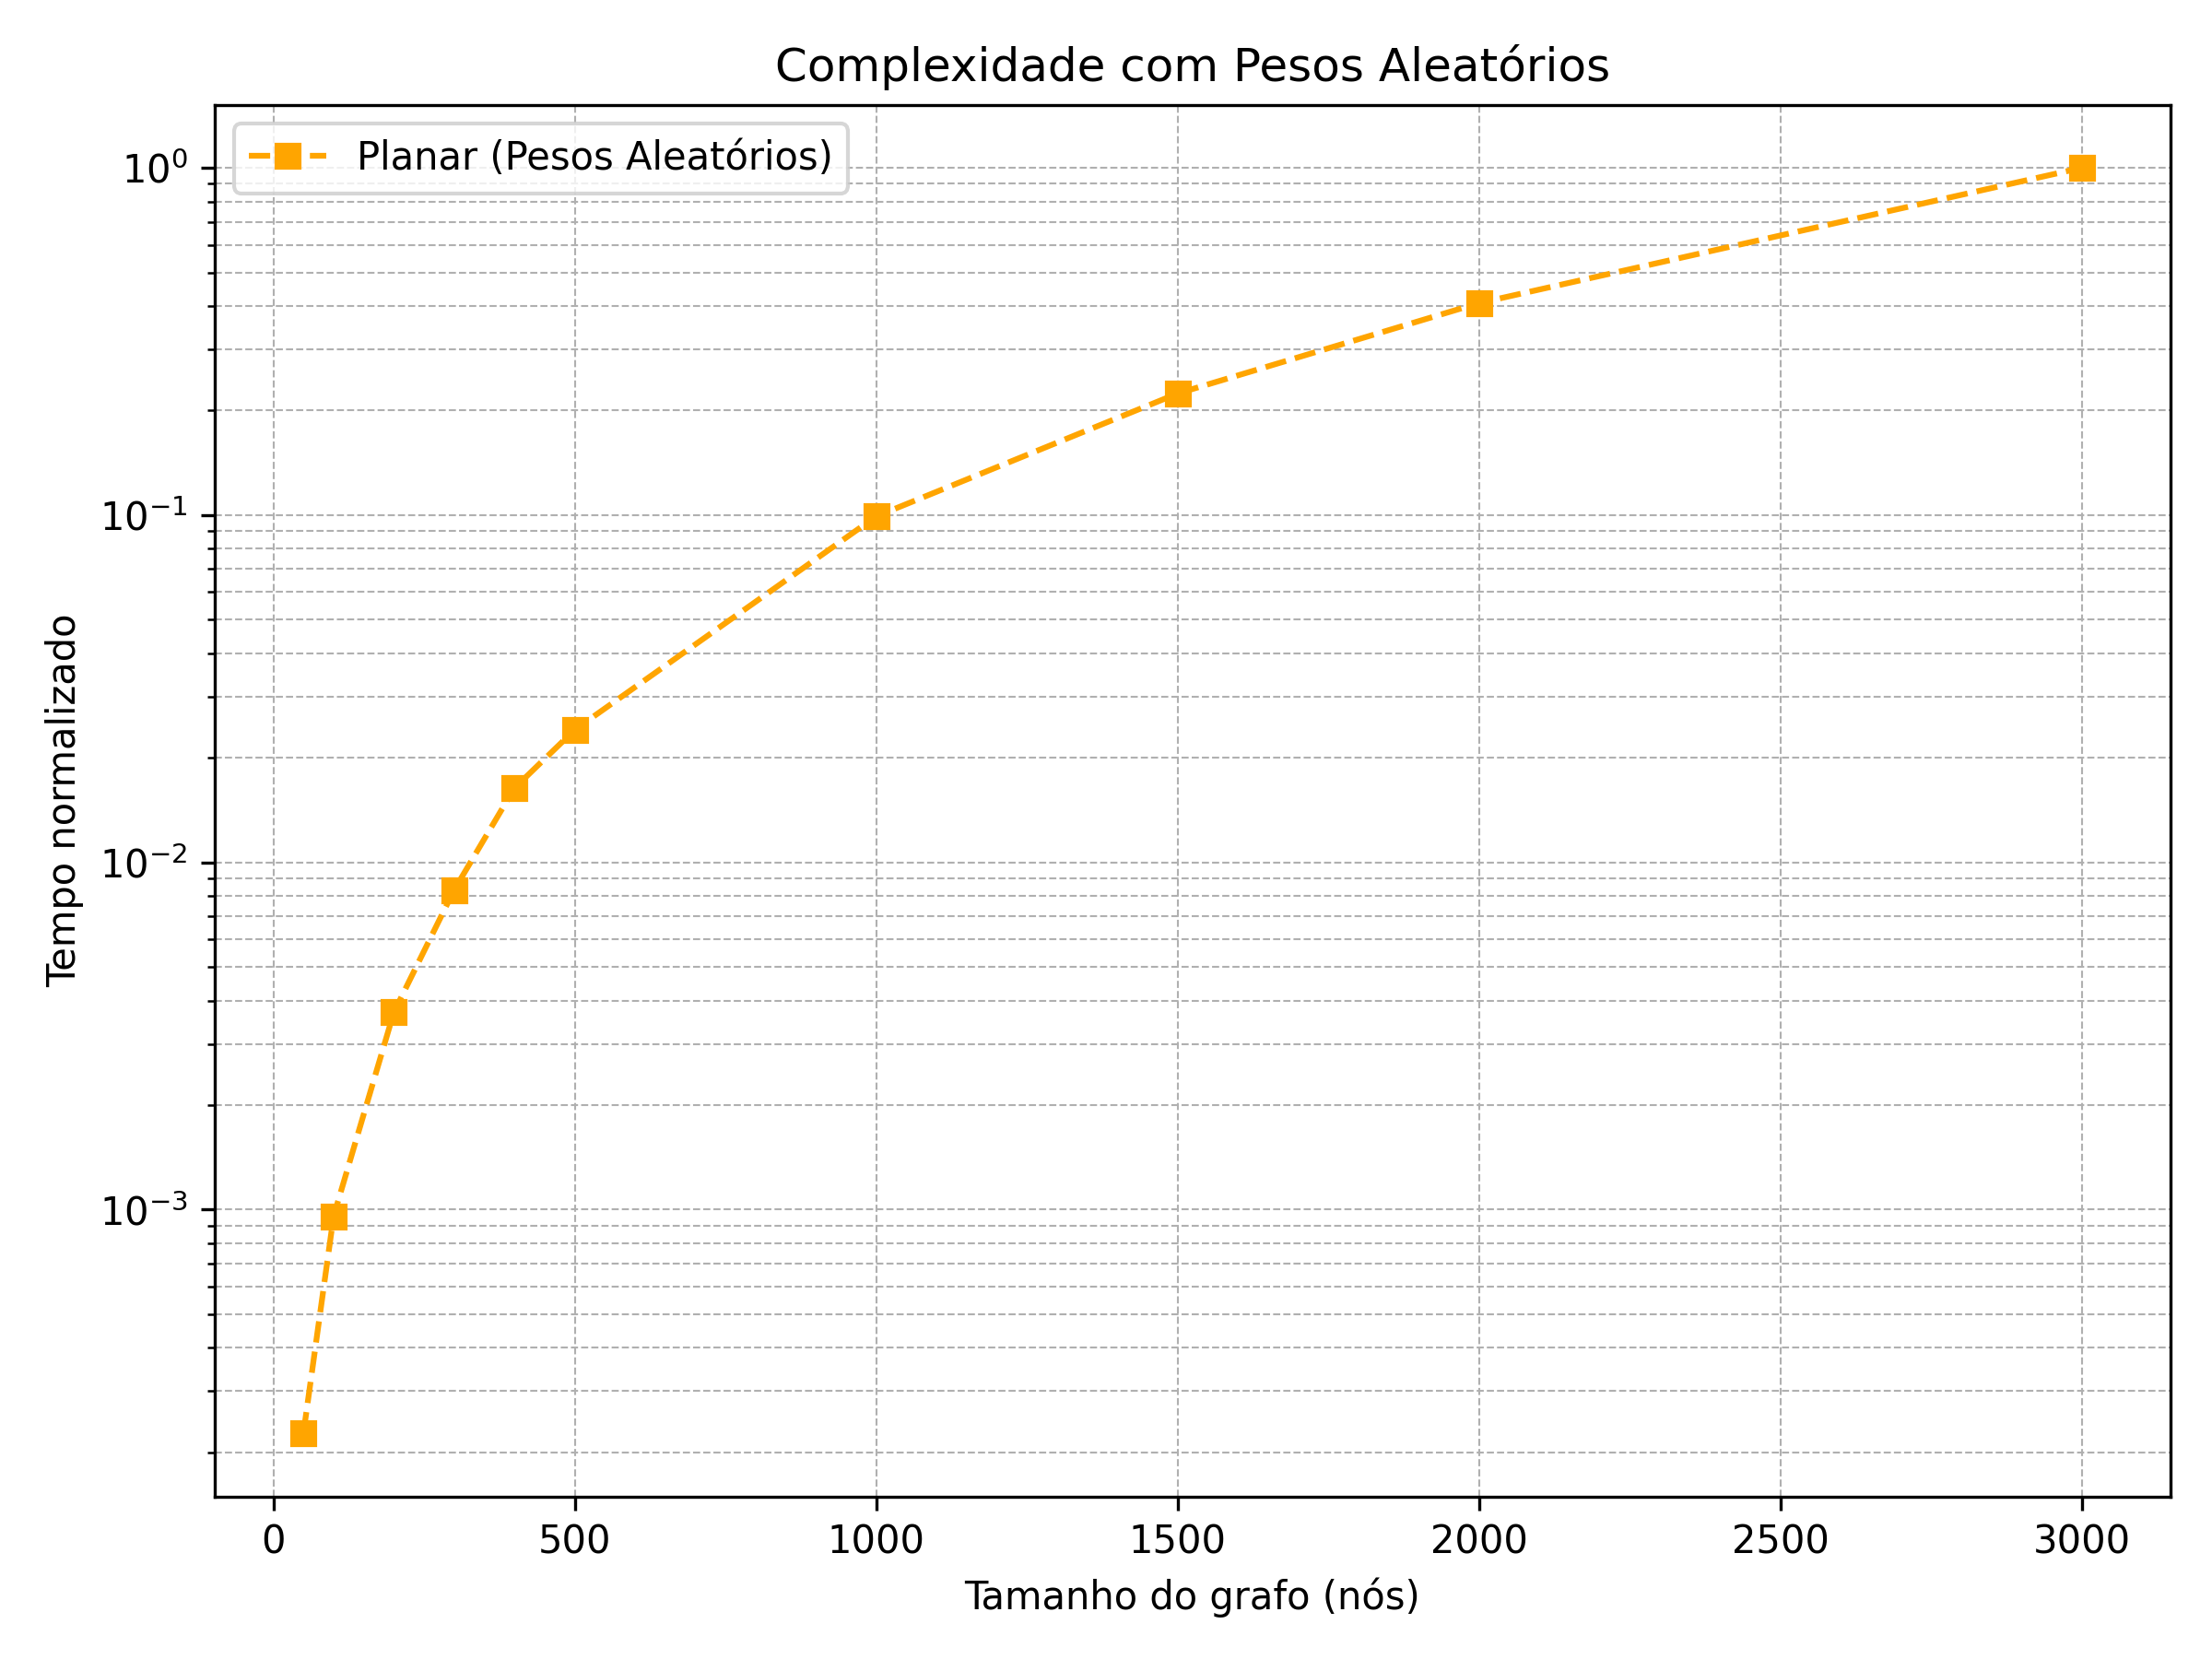 Complexidade com Pesos Aleatórios
Planar (Pesos Aleatórios)
10⁰
10⁻¹
10⁻²
10⁻³
Tempo normalizado
0 500 1000 1500 2000 2500 3000
Tamanho do grafo (nós)